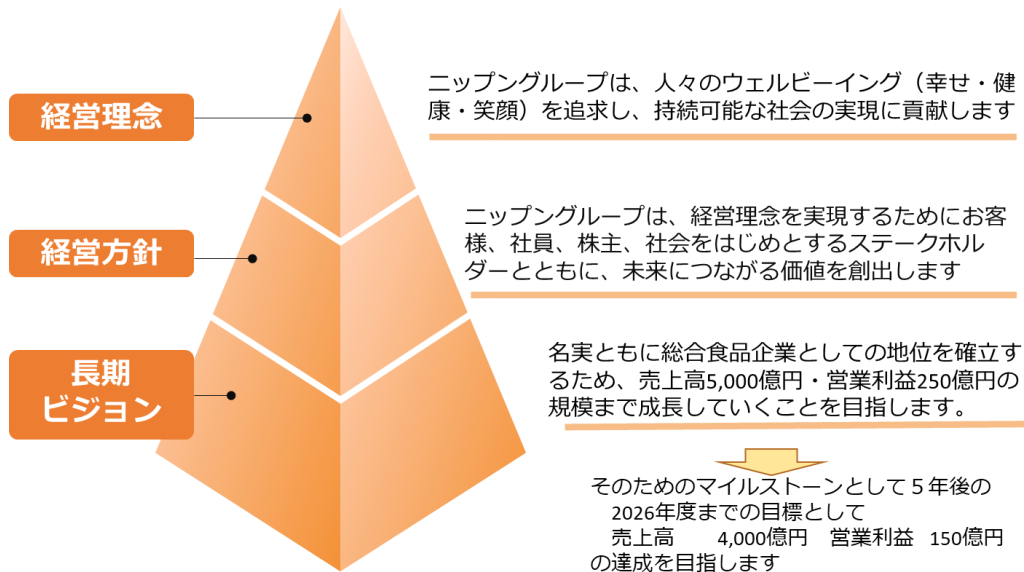 経営理念
ニップングループは、人々のウェルビーイング（幸せ・健
康・笑顔）を追求し、持続可能な社会の実現に貢献します
経営方針
ニップングループは、経営理念を実現するためにお客
様、社員、株主、社会をはじめとするステークホル
ダーとともに、未来につながる価値を創出します
長期
ビジョン
名実ともに総合食品企業としての地位を確立す
るため、売上高5,000億円・営業利益250億円の
規模まで成長していくことを目指します。
そのためのマイルストーンとして５年後の
2026年度までの目標として
売上高　4,000億円　営業利益　150億円
の達成を目指します